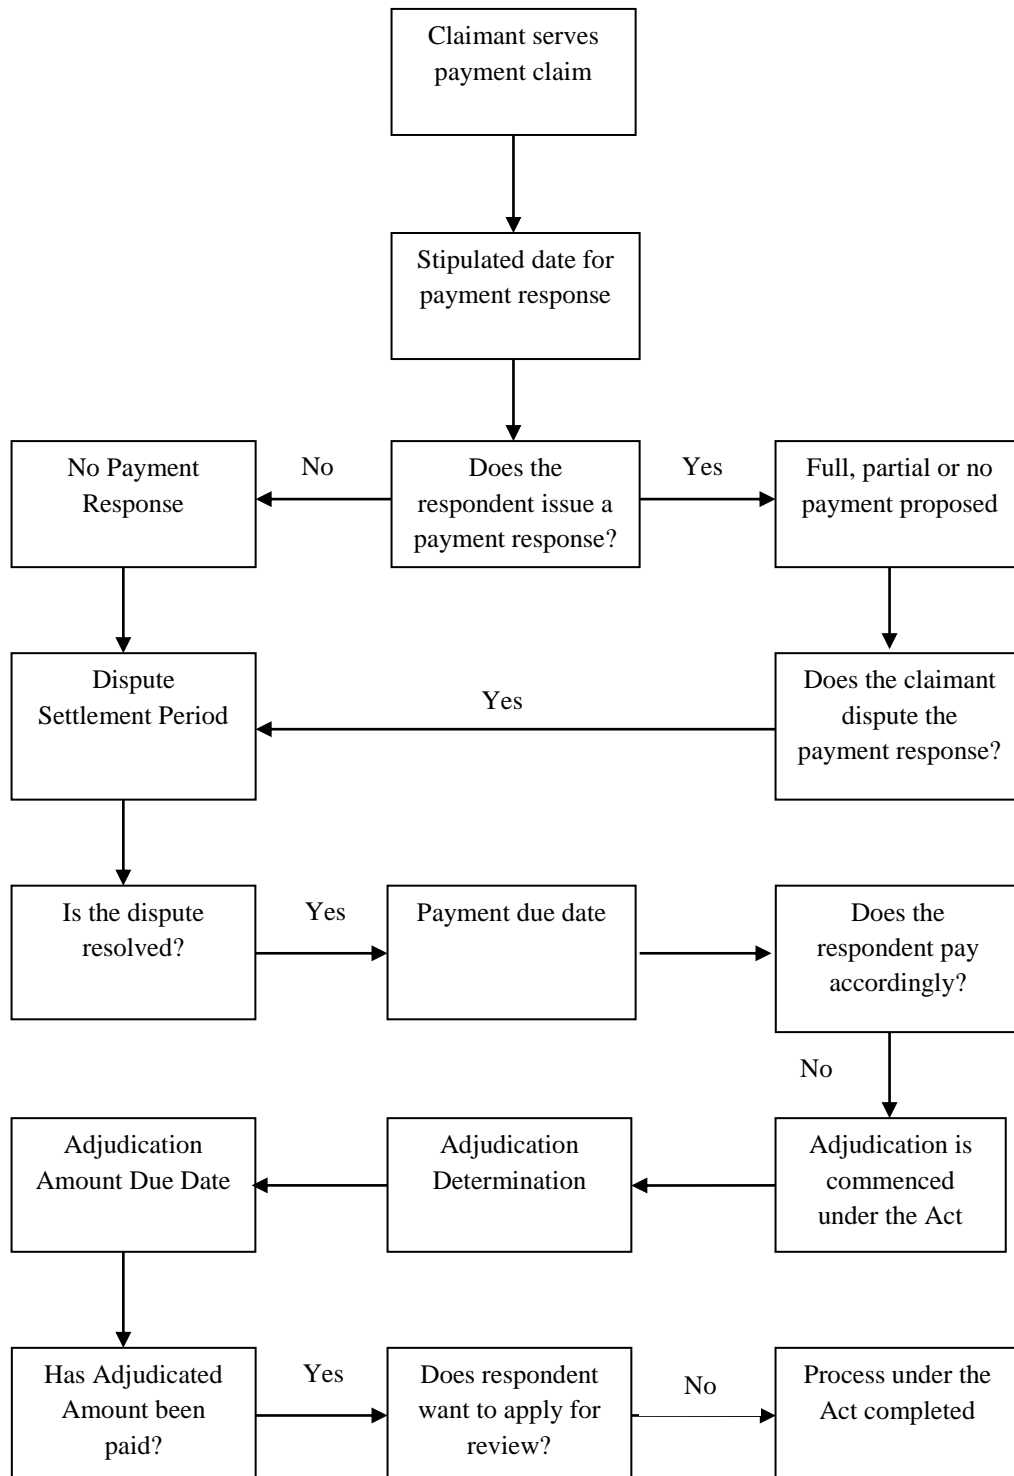 Claimant serves
payment claim
Stipulated date for
payment response
No Payment
Response
No
Does the
respondent issue a
payment response?
Yes
Full, partial or no
payment proposed
Dispute
Settlement Period
Yes
Does the claimant
dispute the
payment response?
Is the dispute
resolved?
Yes
Payment due date
Does the
respondent pay
accordingly?
No
Adjudication
Amount Due Date
Adjudication
Determination
Adjudication is
commenced
under the Act
Has Adjudicated
Amount been
paid?
Yes
Does respondent
want to apply for
review?
No
Process under the
Act completed